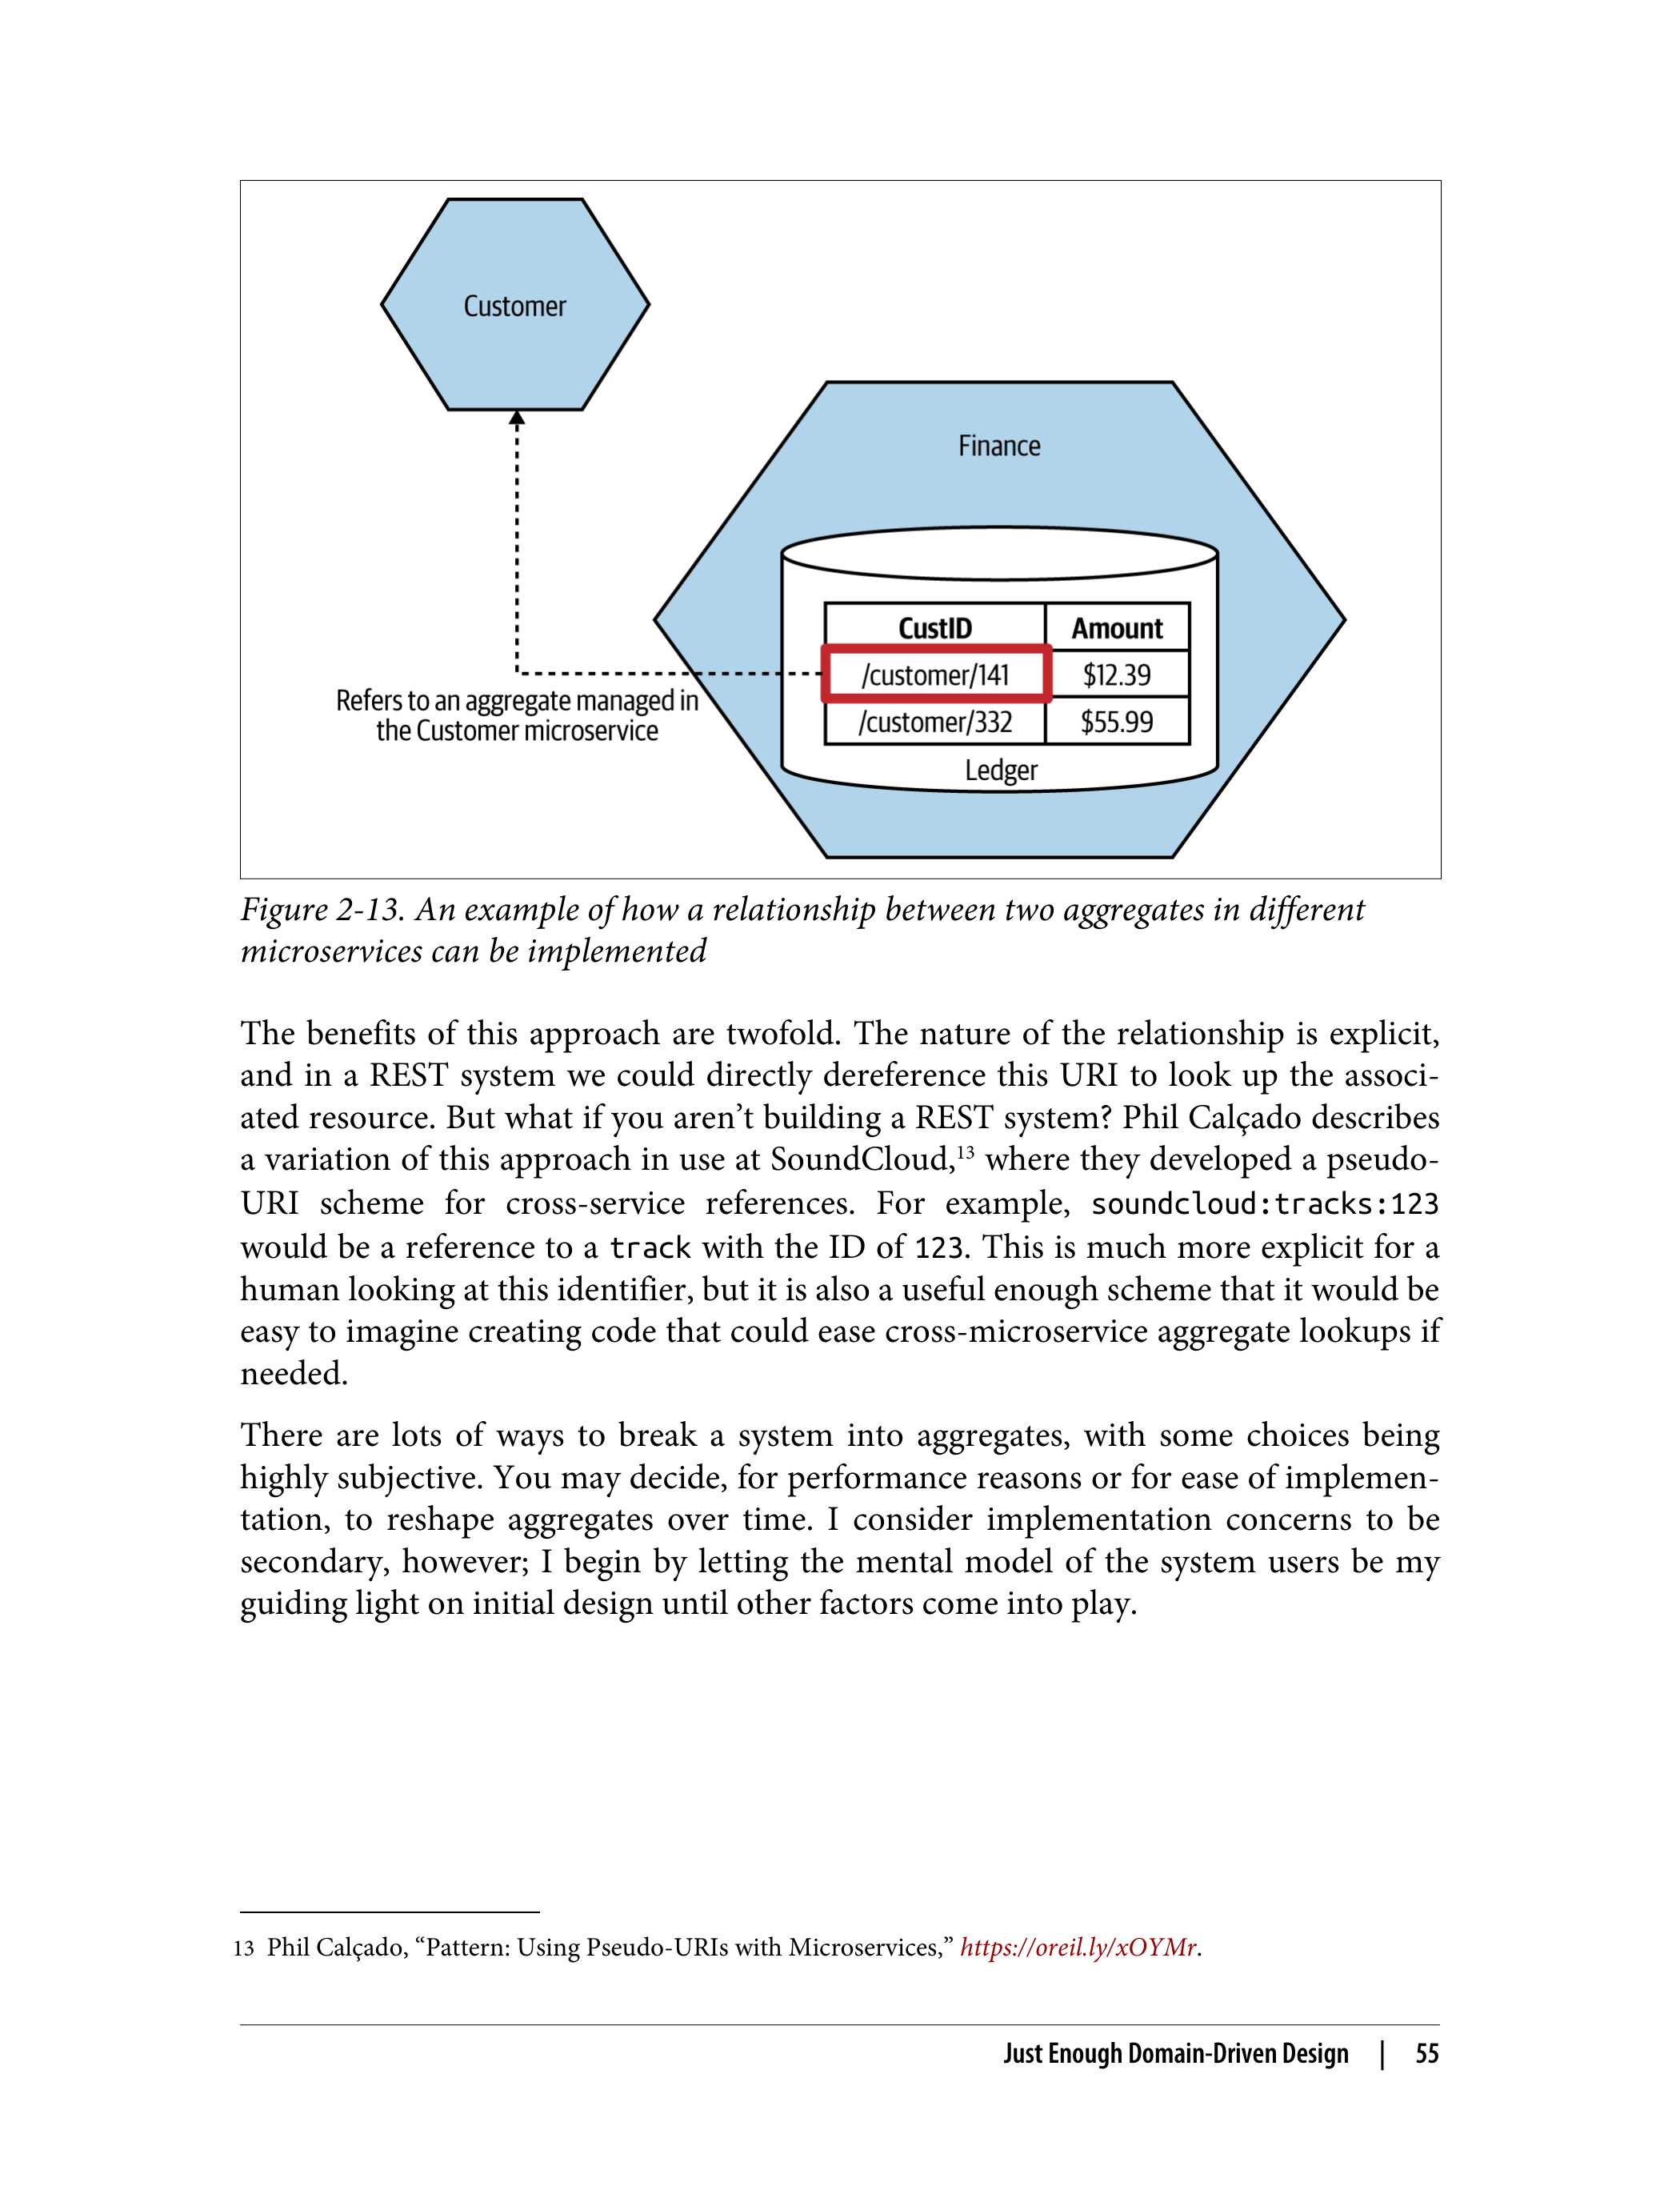 Customer
Finance
CustID Amount
/customer/141 $12.39
/customer/332 $55.99
Ledger
Refers to an aggregate managed in
the Customer microservice
Figure 2-13. An example of how a relationship between two aggregates in different
microservices can be implemented
The benefits of this approach are twofold. The nature of the relationship is explicit,
and in a REST system we could directly dereference this URI to look up the associ-
ated resource. But what if you aren’t building a REST system? Phil Calçado describes
a variation of this approach in use at SoundCloud,13 where they developed a pseudo-
URI scheme for cross-service references. For example, soundcloud:tracks:123
would be a reference to a track with the ID of 123. This is much more explicit for a
human looking at this identifier, but it is also a useful enough scheme that it would be
easy to imagine creating code that could ease cross-microservice aggregate lookups if
needed.
There are lots of ways to break a system into aggregates, with some choices being
highly subjective. You may decide, for performance reasons or for ease of implemen-
tation, to reshape aggregates over time. I consider implementation concerns to be
secondary, however; I begin by letting the mental model of the system users be my
guiding light on initial design until other factors come into play.
13 Phil Calçado, “Pattern: Using Pseudo-URIs with Microservices,” https://oreil.ly/xOYMr.
Just Enough Domain-Driven Design | 55